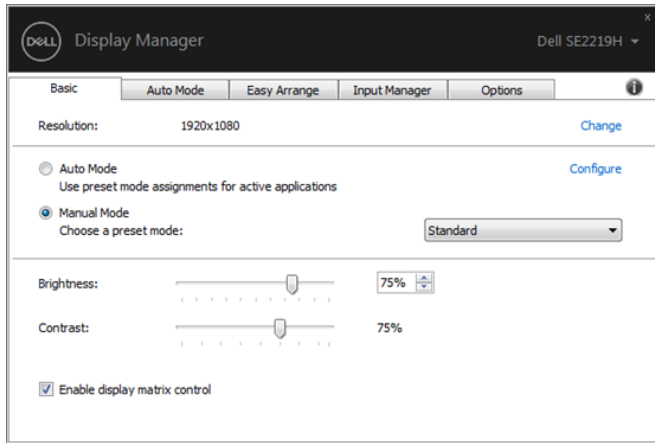 x
DELL Display Manager Dell SE2219H
Basic Auto Mode Easy Arrange Input Manager Options i
Resolution: 1920x1080 Change
Auto Mode Configure
Use preset mode assignments for active applications
Manual Mode
Choose a preset mode: Standard
Brightness: 75%
Contrast: 75%
Enable display matrix control